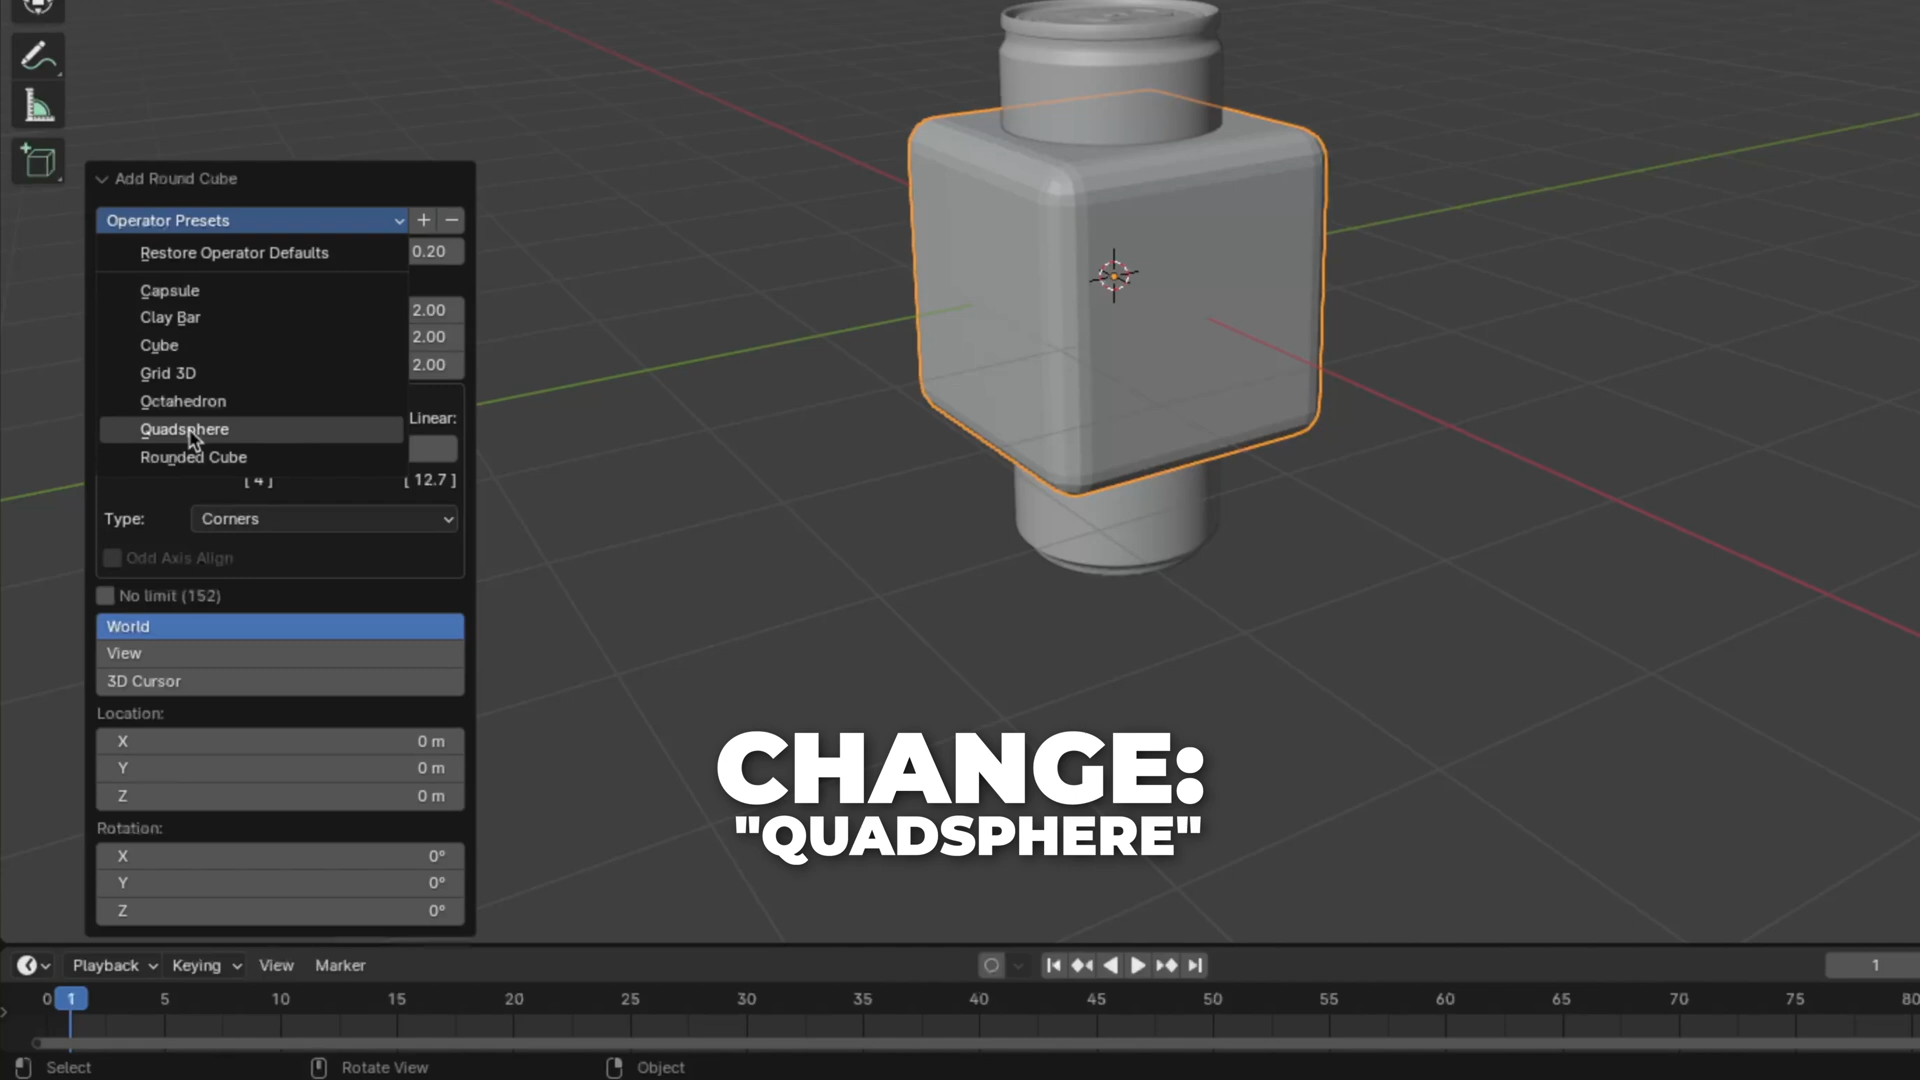 Add Round Cube
Operator Presets
Restore Operator Defaults
0.20
Capsule
Clay Bar
2.00
Cube
2.00
Grid 3D
2.00
Octahedron
Linear:
Quadsphere
Rounded Cube
[ 4 ]
[ 12.7 ]
Type:
Corners
Odd Axis Align
No limit (152)
World
View
3D Cursor
Location:
X 0 m
Y 0 m
Z 0 m
Rotation:
X 0°
Y 0°
Z 0°
CHANGE:
"QUADSPHERE"
Playback Keying View Marker
1
0 1 5 10 15 20 25 30 35 40 45 50 55 60 65 70 75 80
Select Rotate View Object